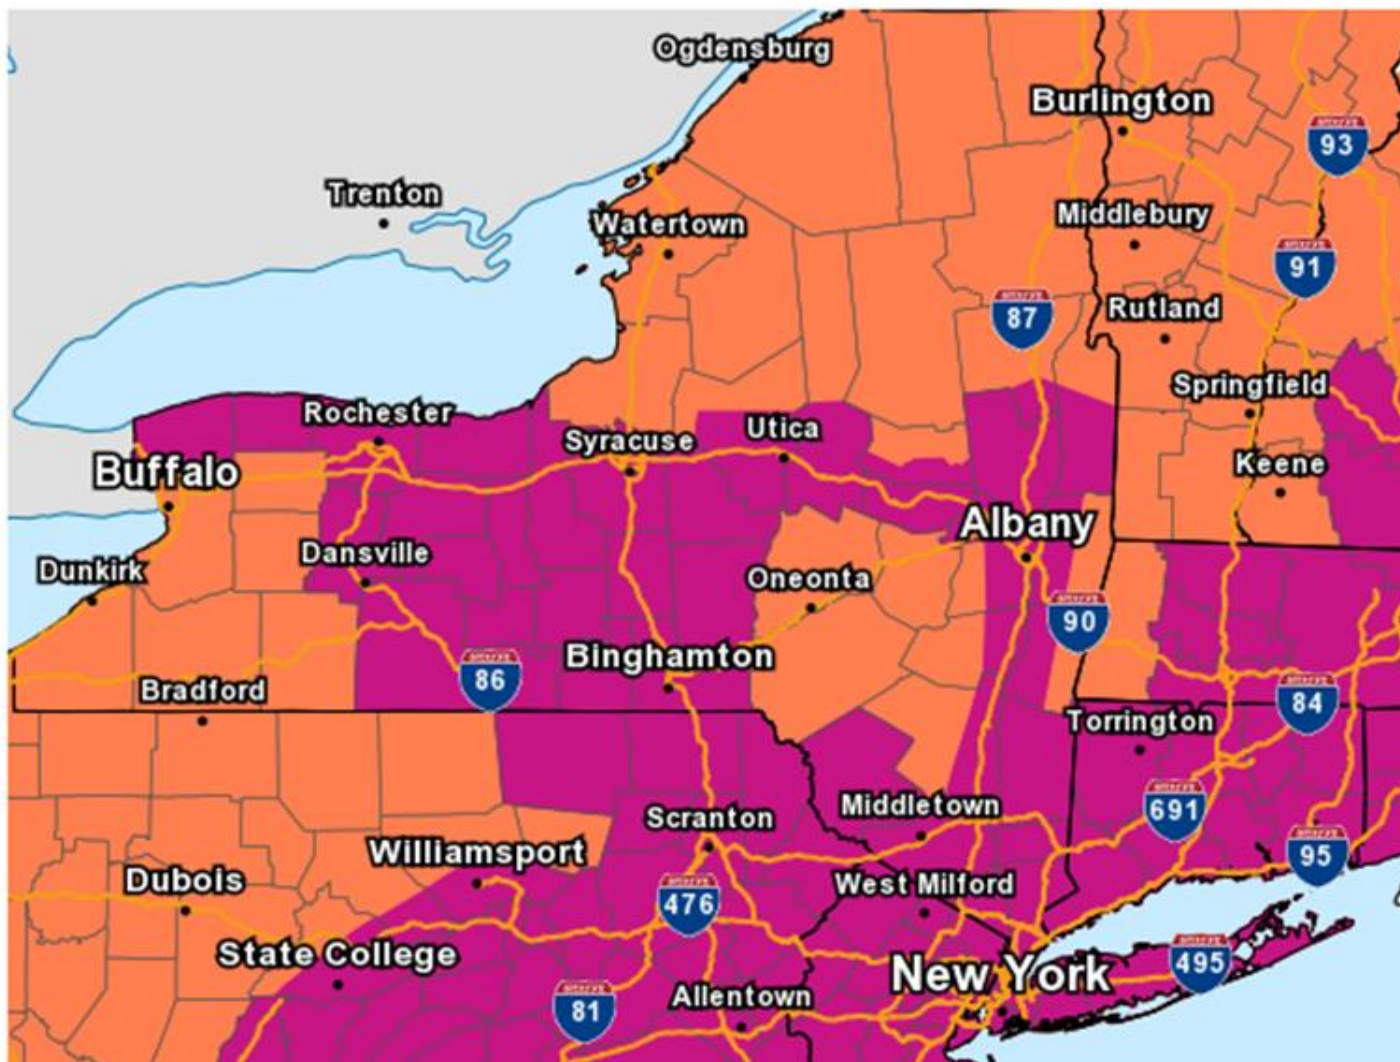 Ogdensburg
Burlington
93
Trenton
Watertown
Middlebury
91
87
Rutland
Springfield
Rochester
Syracuse
Utica
Buffalo
Keene
Albany
Dansville
Dunkirk
Oneonta
90
Binghamton
86
Bradford
84
Torrington
Scranton
Middletown
691
Williamsport
95
Dubois
West Milford
476
State College
New York
495
Allentown
81